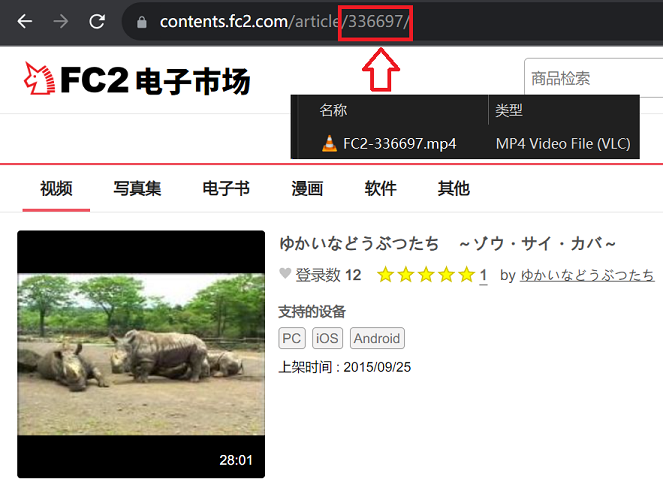 contents.fc2.com/article/336697/
FC2 电子市场
商品检索
名称 类型
FC2-336697.mp4 MP4 Video File (VLC)
视频 写真集 电子书 漫画 软件 其他
ゆかいなどうぶつたち ～ゾウ・サイ・カバ～
登录数 12 1 by ゆかいなどうぶつたち
支持的设备
PC iOS Android
上架时间 : 2015/09/25
28:01